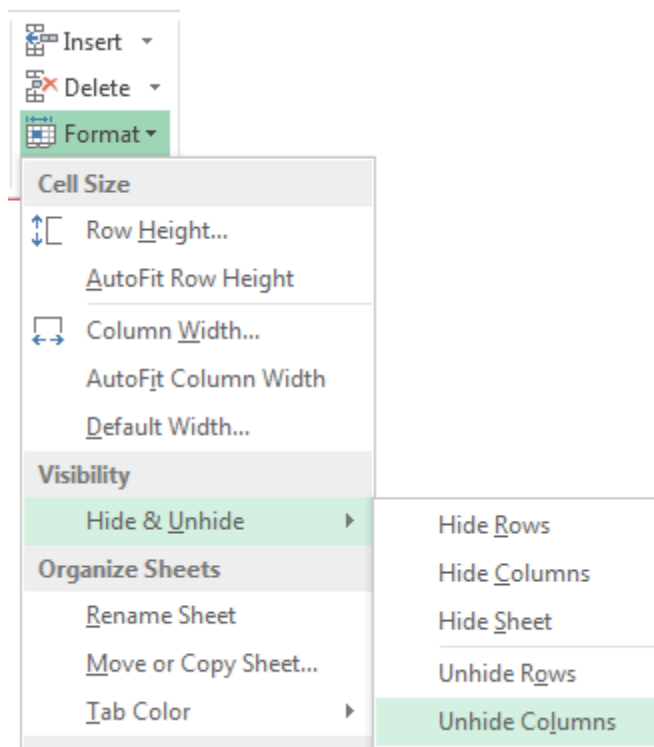 Insert
Delete
Format
Cell Size
Row Height...
AutoFit Row Height
Column Width...
AutoFit Column Width
Default Width...
Visibility
Hide & Unhide
Organize Sheets
Rename Sheet
Move or Copy Sheet...
Tab Color
Hide Rows
Hide Columns
Hide Sheet
Unhide Rows
Unhide Columns